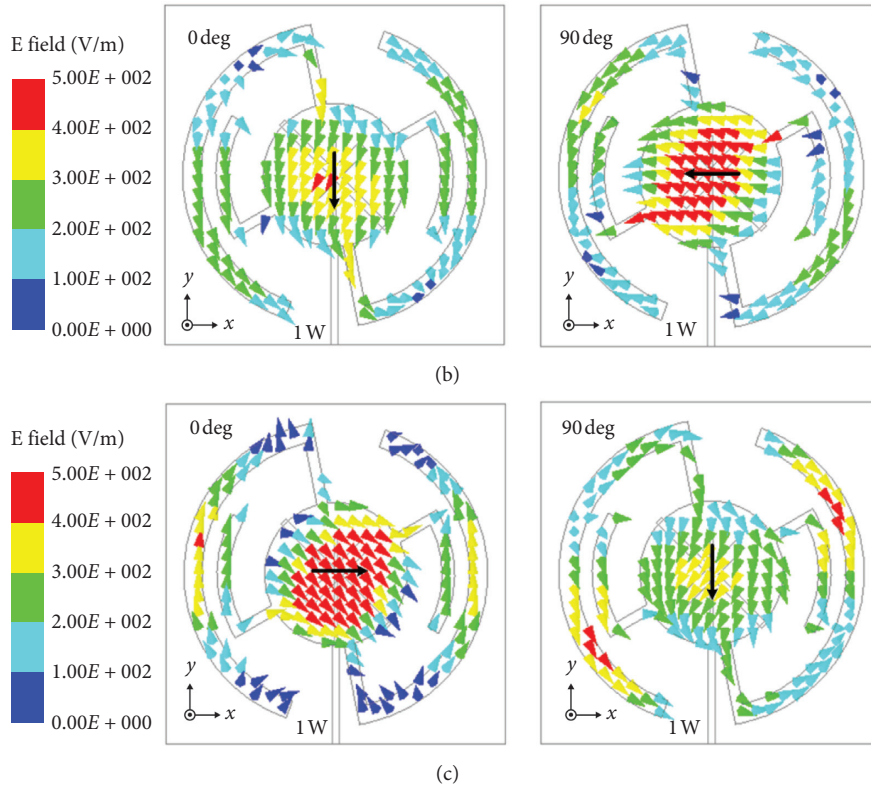 E field (V/m)
5.00E + 002
4.00E + 002
3.00E + 002
2.00E + 002
1.00E + 002
0.00E + 000
0 deg
y
x
1 W
90 deg
y
x
1 W
(b)
E field (V/m)
5.00E + 002
4.00E + 002
3.00E + 002
2.00E + 002
1.00E + 002
0.00E + 000
0 deg
y
x
1 W
90 deg
y
x
1 W
(c)